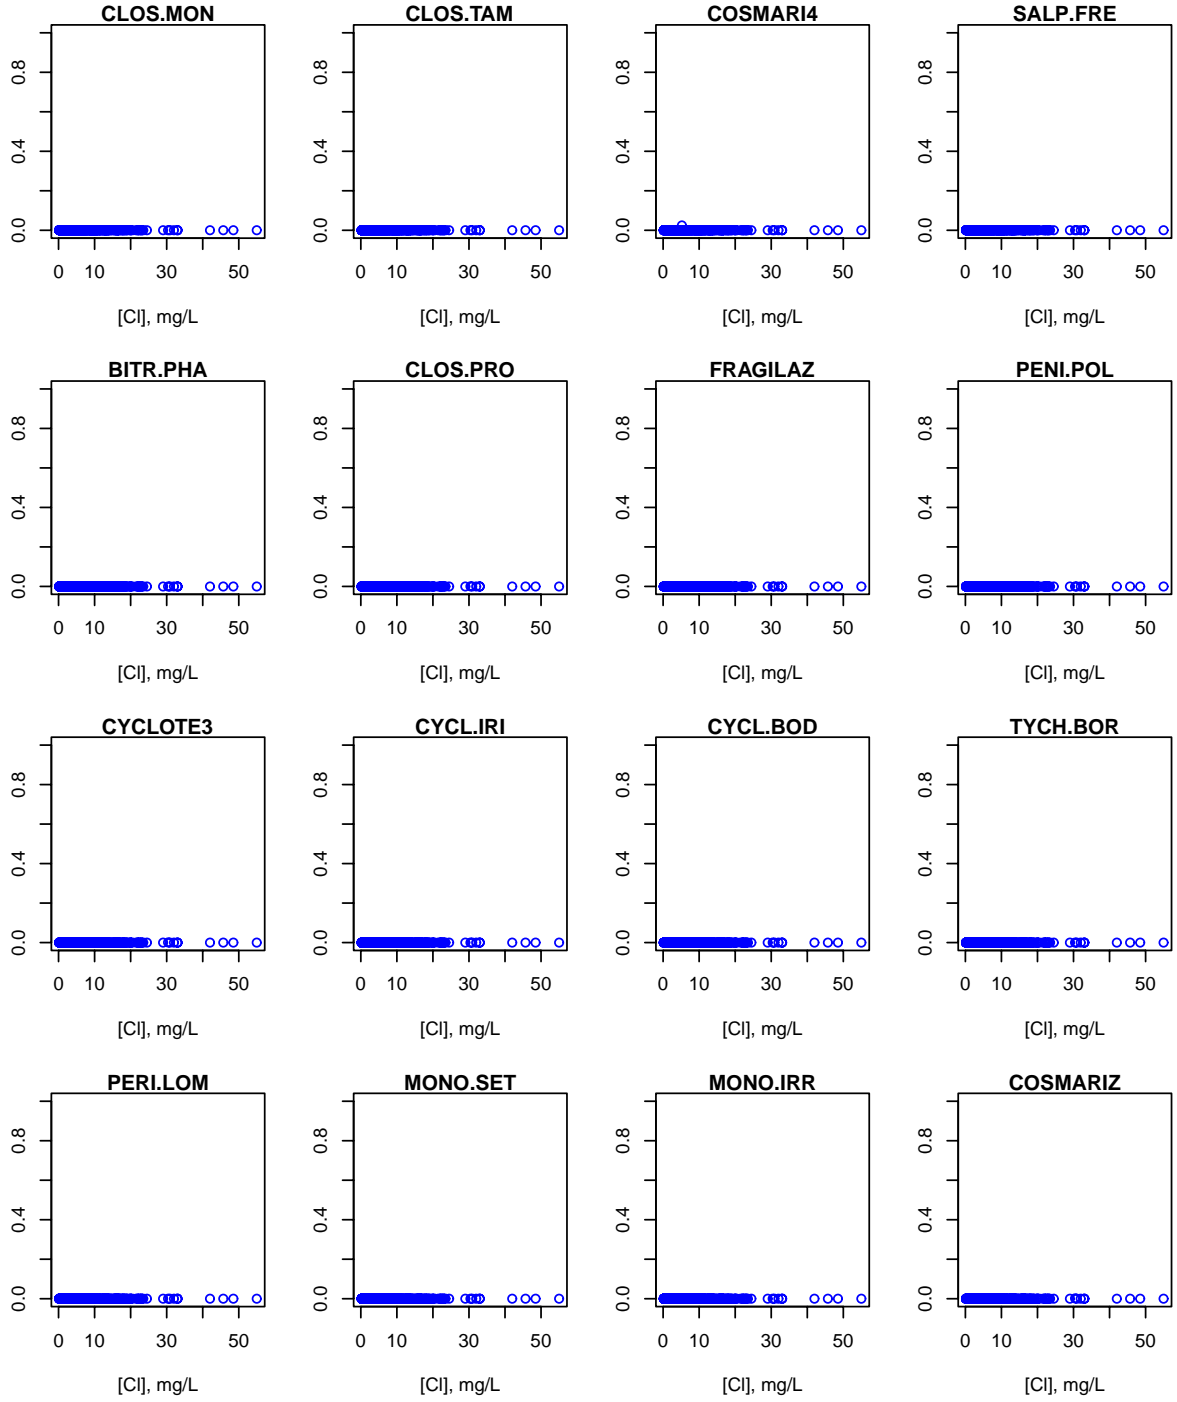 CLOS.MON CLOS.TAM COSMARI4 SALP.FRE
0.8 0.8 0.8 0.8
0.4 0.4 0.4 0.4
0.0 0.0 0.0 0.0
0 10 30 50 0 10 30 50 0 10 30 50 0 10 30 50
[Cl], mg/L [Cl], mg/L [Cl], mg/L [Cl], mg/L
BITR.PHA CLOS.PRO FRAGILAZ PENI.POL
0.8 0.8 0.8 0.8
0.4 0.4 0.4 0.4
0.0 0.0 0.0 0.0
0 10 30 50 0 10 30 50 0 10 30 50 0 10 30 50
[Cl], mg/L [Cl], mg/L [Cl], mg/L [Cl], mg/L
CYCLOTE3 CYCL.IRI CYCL.BOD TYCH.BOR
0.8 0.8 0.8 0.8
0.4 0.4 0.4 0.4
0.0 0.0 0.0 0.0
0 10 30 50 0 10 30 50 0 10 30 50 0 10 30 50
[Cl], mg/L [Cl], mg/L [Cl], mg/L [Cl], mg/L
PERI.LOM MONO.SET MONO.IRR COSMARIZ
0.8 0.8 0.8 0.8
0.4 0.4 0.4 0.4
0.0 0.0 0.0 0.0
0 10 30 50 0 10 30 50 0 10 30 50 0 10 30 50
[Cl], mg/L [Cl], mg/L [Cl], mg/L [Cl], mg/L